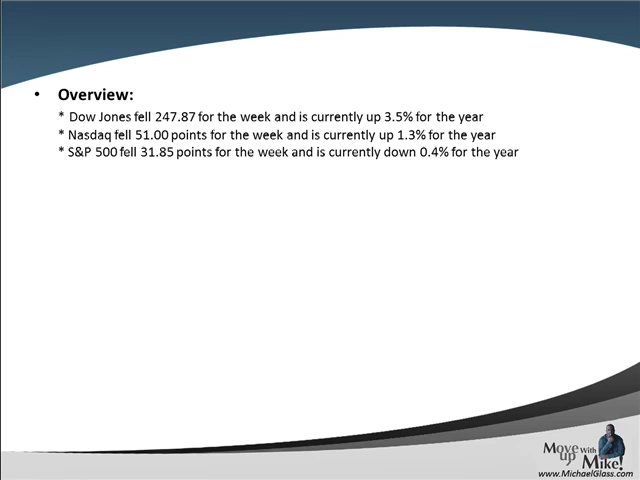 • Overview:
* Dow Jones fell 247.87 for the week and is currently up 3.5% for the year
* Nasdaq fell 51.00 points for the week and is currently up 1.3% for the year
* S&P 500 fell 31.85 points for the week and is currently down 0.4% for the year
Move up With Mike!
www.MichaelGlass.com